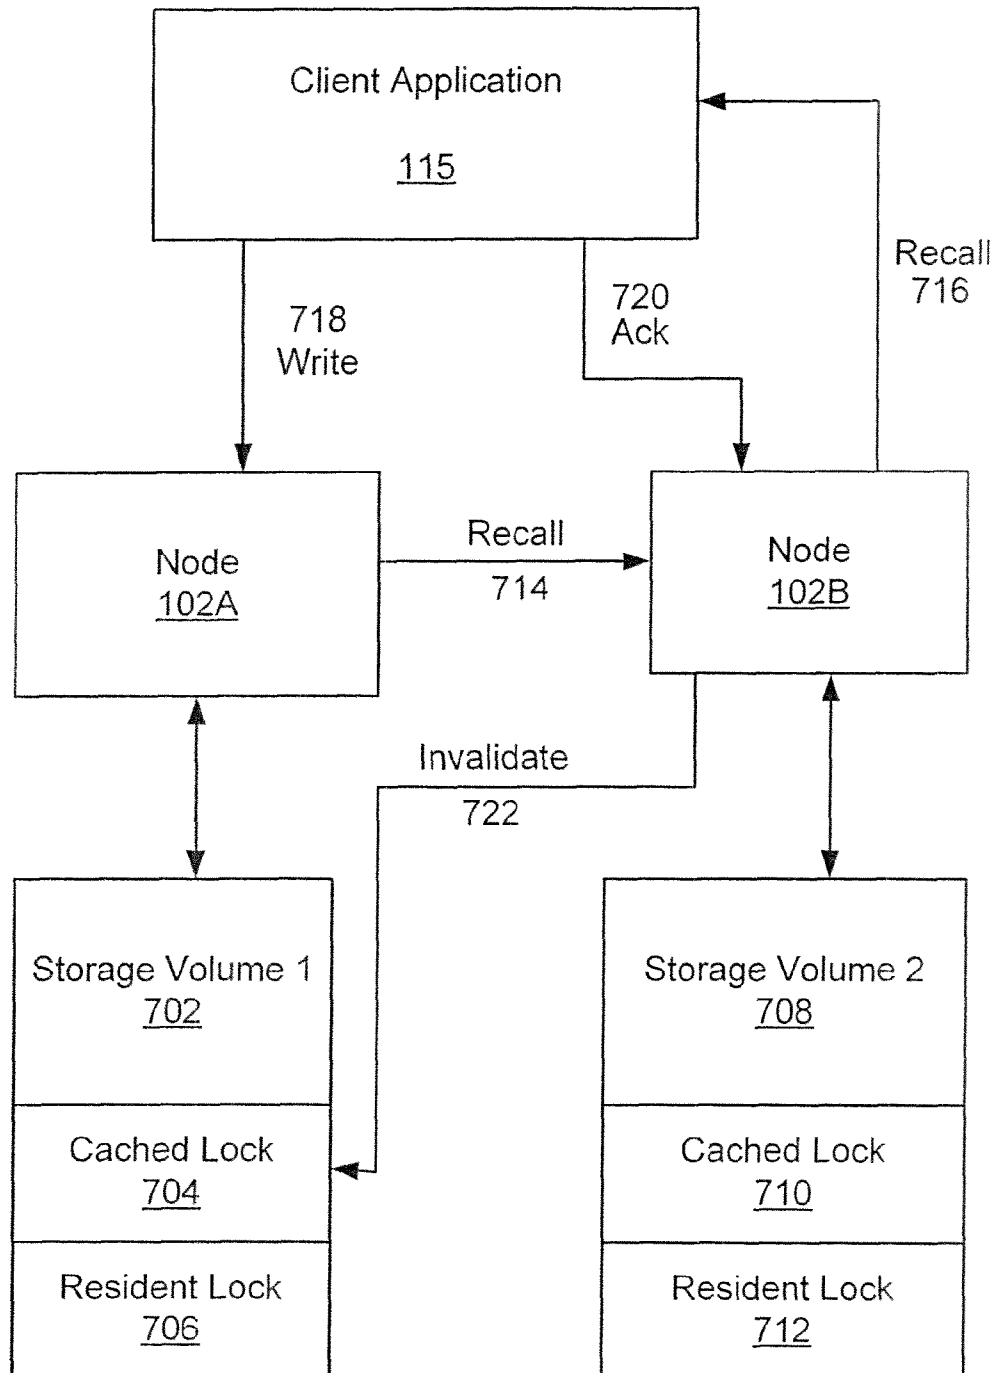 Client Application
115
Recall
716
718
Write
720
Ack
Node
102A
Recall
714
Node
102B
Invalidate
722
Storage Volume 1
702
Storage Volume 2
708
Cached Lock
704
Cached Lock
710
Resident Lock
706
Resident Lock
712